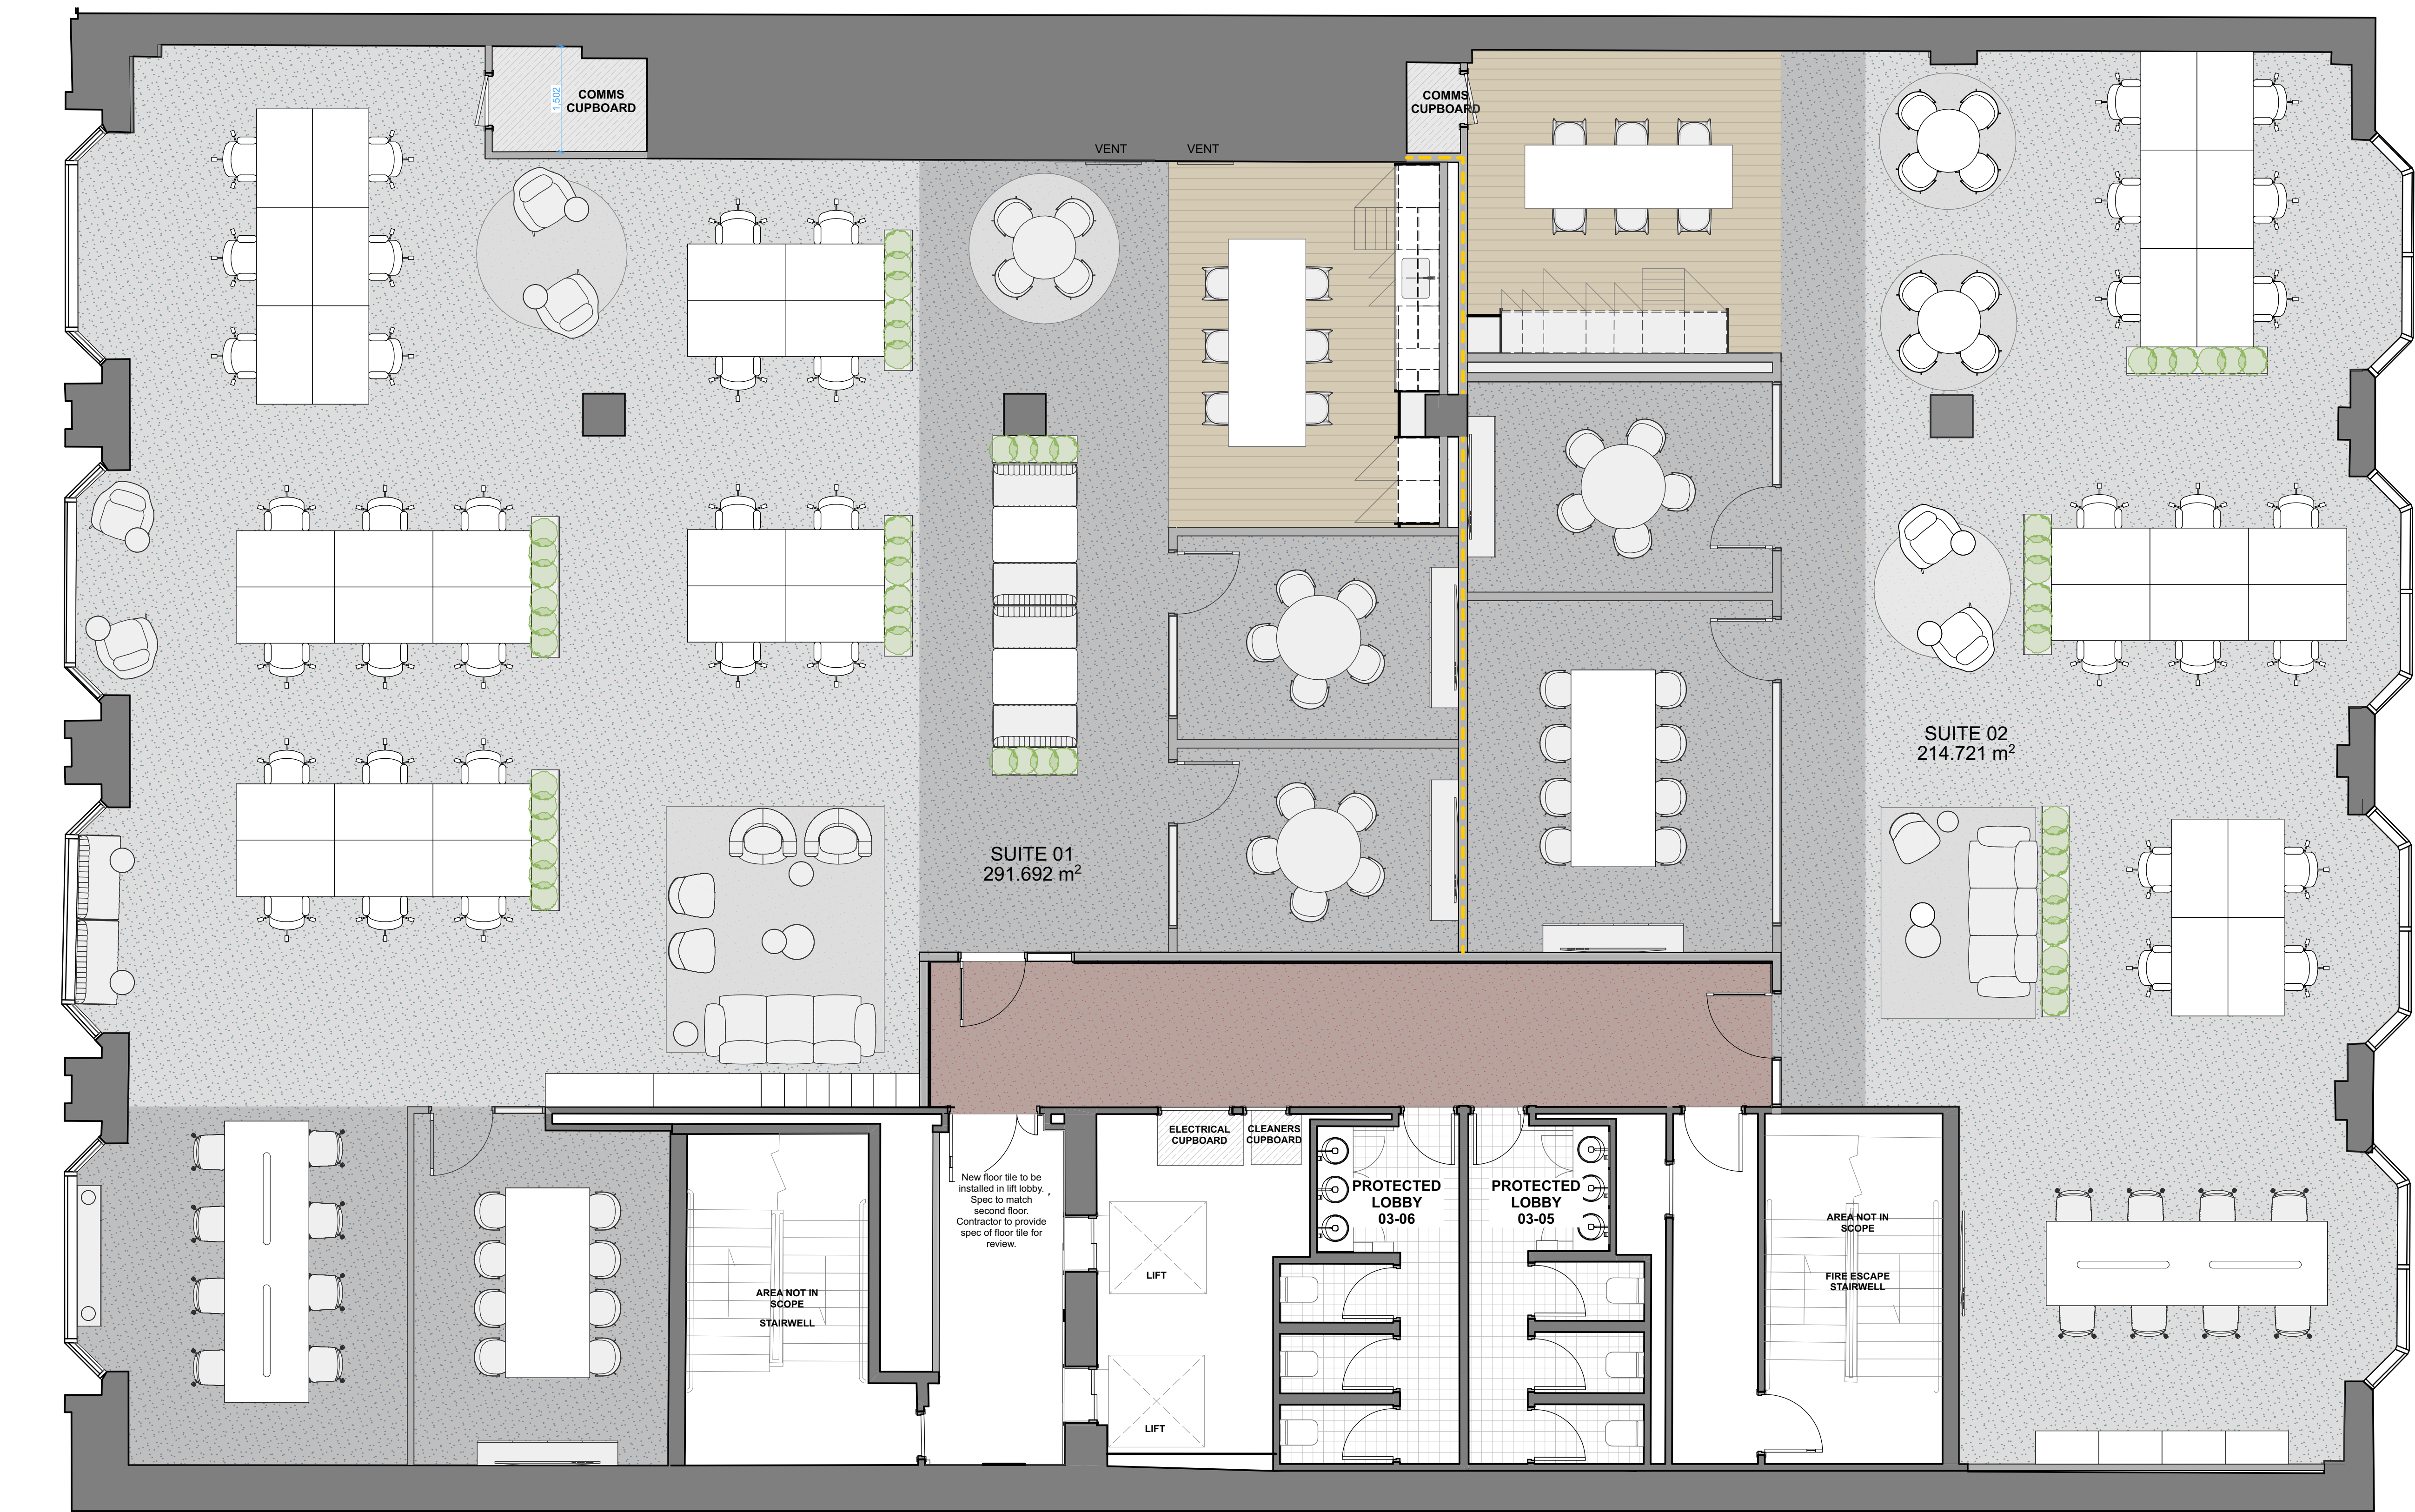 COMMS
CUPBOARD
1,502
COMMS
CUPBOARD
VENT
VENT
SUITE 02
214.721 m²
SUITE 01
291.692 m²
ELECTRICAL
CUPBOARD
CLEANERS
CUPBOARD
New floor tile to be
installed in lift lobby.
Spec to match
second floor.
Contractor to provide
spec of floor tile for
review.
PROTECTED
LOBBY
03-06
PROTECTED
LOBBY
03-05
AREA NOT IN
SCOPE
FIRE ESCAPE
STAIRWELL
LIFT
AREA NOT IN
SCOPE
STAIRWELL
LIFT